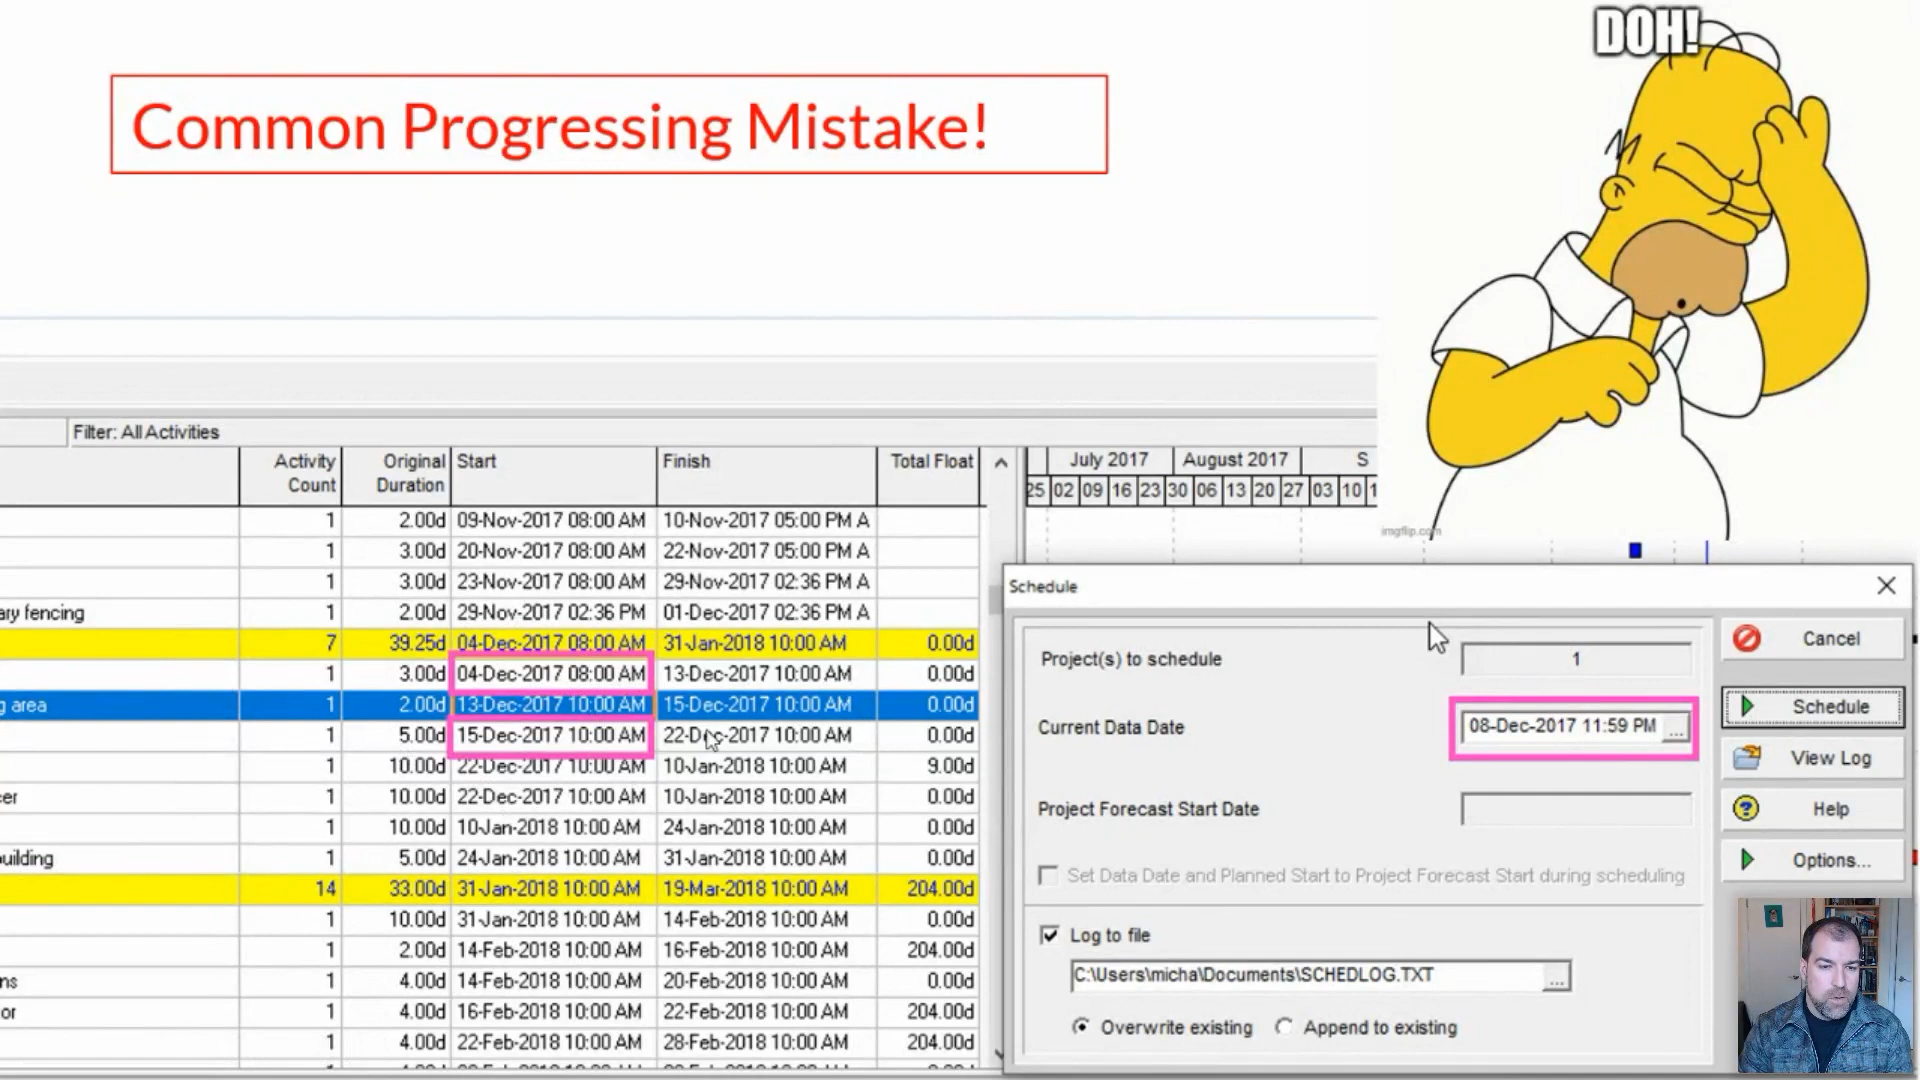 DOH!
Common Progressing Mistake!
Filter: All Activities
Activity Count Original Duration Start Finish Total Float
July 2017 August 2017 S
25 02 09 16 23 30 06 13 20 27 03 10 1
imgflip.com
1 2.00d 09-Nov-2017 08:00 AM 10-Nov-2017 05:00 PM A
1 3.00d 20-Nov-2017 08:00 AM 22-Nov-2017 05:00 PM A
1 3.00d 23-Nov-2017 08:00 AM 29-Nov-2017 02:36 PM A
ary fencing 1 2.00d 29-Nov-2017 02:36 PM 01-Dec-2017 02:36 PM A
7 39.25d 04-Dec-2017 08:00 AM 31-Jan-2018 10:00 AM 0.00d
1 3.00d 04-Dec-2017 08:00 AM 13-Dec-2017 10:00 AM 0.00d
g area 1 2.00d 13-Dec-2017 10:00 AM 15-Dec-2017 10:00 AM 0.00d
1 5.00d 15-Dec-2017 10:00 AM 22-Dec-2017 10:00 AM 0.00d
1 10.00d 22-Dec-2017 10:00 AM 10-Jan-2018 10:00 AM 9.00d
cer 1 10.00d 22-Dec-2017 10:00 AM 10-Jan-2018 10:00 AM 0.00d
1 10.00d 10-Jan-2018 10:00 AM 24-Jan-2018 10:00 AM 0.00d
uilding 1 5.00d 24-Jan-2018 10:00 AM 31-Jan-2018 10:00 AM 0.00d
14 33.00d 31-Jan-2018 10:00 AM 19-Mar-2018 10:00 AM 204.00d
1 10.00d 31-Jan-2018 10:00 AM 14-Feb-2018 10:00 AM 0.00d
1 2.00d 14-Feb-2018 10:00 AM 16-Feb-2018 10:00 AM 204.00d
ns 1 4.00d 14-Feb-2018 10:00 AM 20-Feb-2018 10:00 AM 0.00d
or 1 4.00d 16-Feb-2018 10:00 AM 22-Feb-2018 10:00 AM 204.00d
1 4.00d 22-Feb-2018 10:00 AM 28-Feb-2018 10:00 AM 204.00d
Schedule
Project(s) to schedule 1
Cancel
Current Data Date 08-Dec-2017 11:59 PM ...
Schedule
View Log
Project Forecast Start Date
Help
Options...
Set Data Date and Planned Start to Project Forecast Start during scheduling
Log to file
C:\Users\micha\Documents\SCHEDLOG.TXT ...
Overwrite existing Append to existing